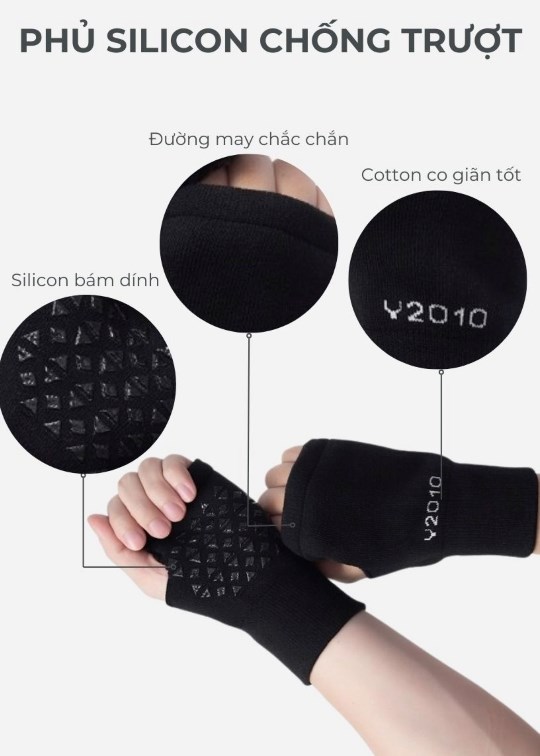 PHỦ SILICON CHỐNG TRƯỢT
Đường may chắc chắn
Cotton co giãn tốt
Silicon bám dính
Y2010
Y2010